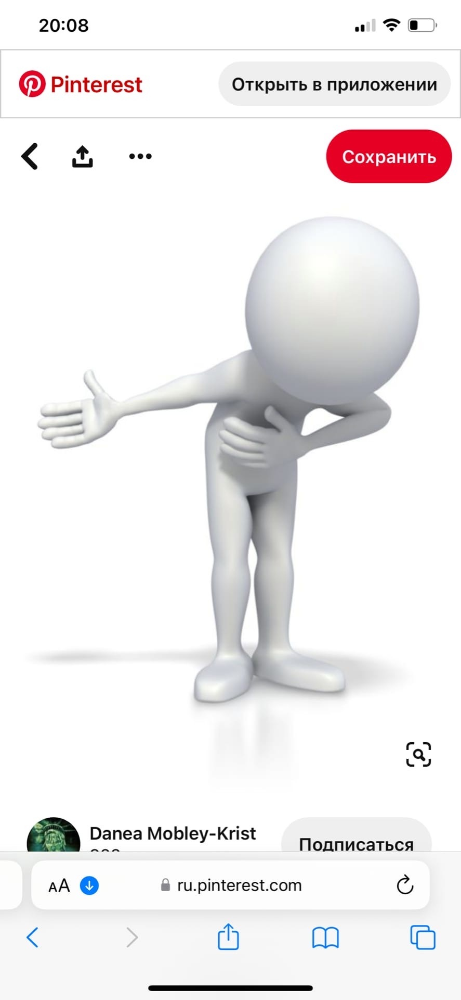 20:08
Pinterest
Открыть в приложении
Сохранить
Danea Mobley-Krist
Подписаться
AA
ru.pinterest.com